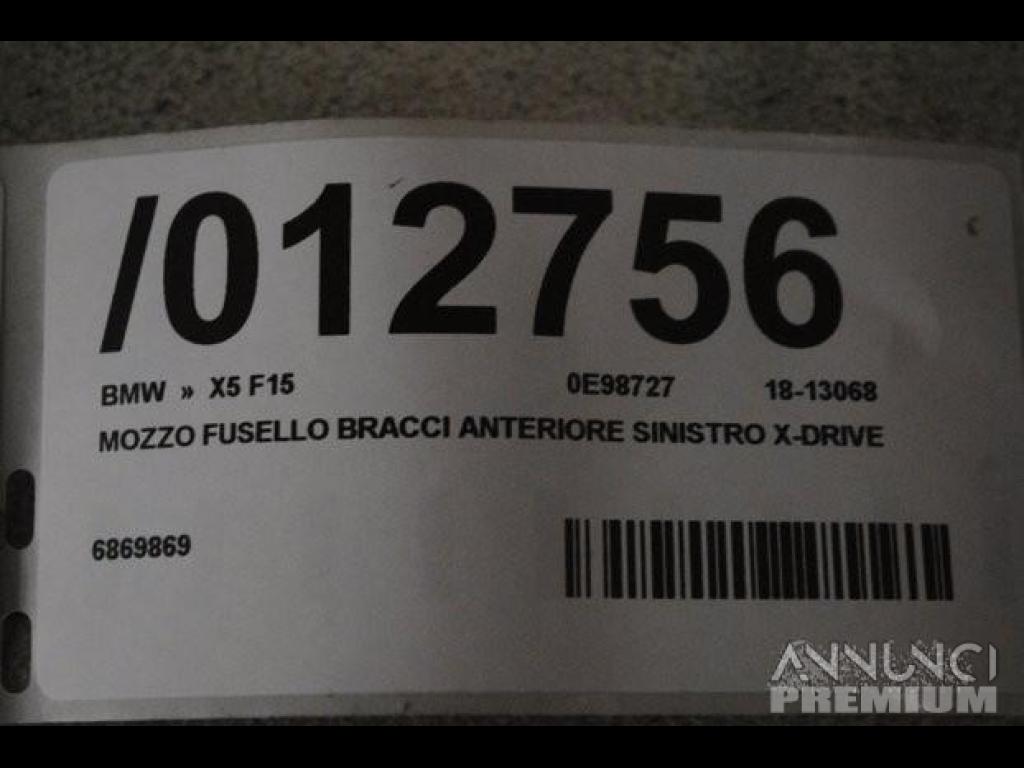 /012756
BMW » X5 F15 0E98727 18-13068
MOZZO FUSELLO BRACCI ANTERIORE SINISTRO X-DRIVE
6869869
ANNUNCI
PREMIUM